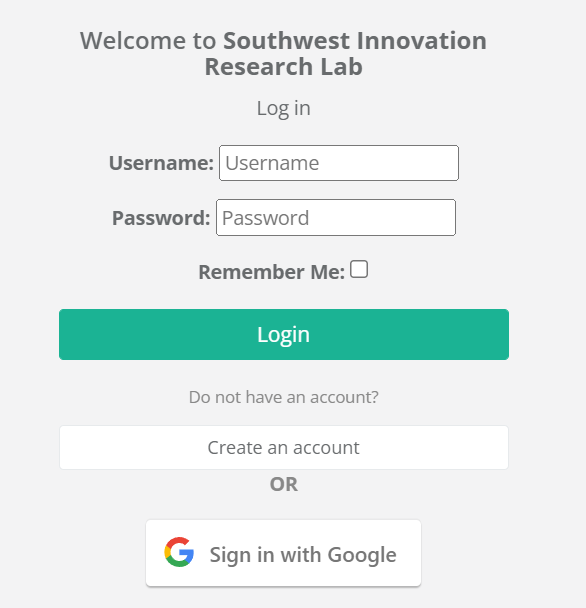 Welcome to Southwest Innovation
Research Lab
Log in
Username: Username
Password: Password
Remember Me:
Login
Do not have an account?
Create an account
OR
Sign in with Google